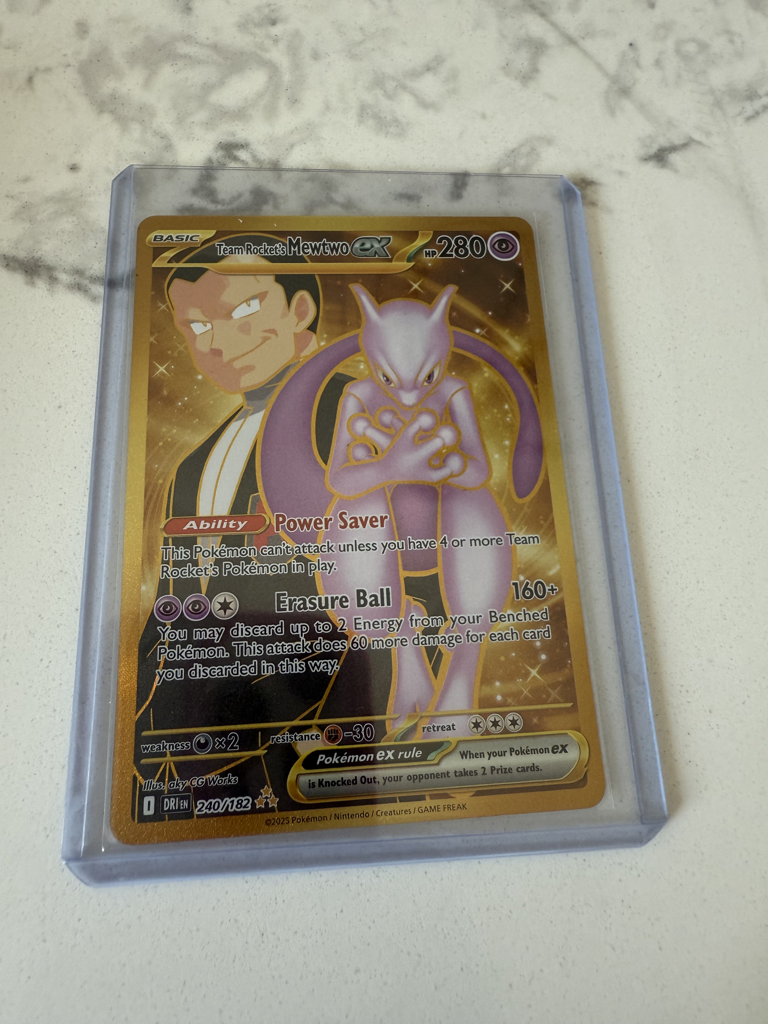 BASIC Team Rocket's Mewtwo ex HP 280
Ability Power Saver
This Pokémon can't attack unless you have 4 or more Team
Rocket's Pokémon in play.
Erasure Ball 160+
You may discard up to 2 Energy from your Benched
Pokémon. This attack does 60 more damage for each card
you discarded in this way.
weakness ×2 resistance -30 retreat
Pokémon ex rule When your Pokémon ex
is Knocked Out, your opponent takes 2 Prize cards.
Illus. aky CG Works
I DRI EN 240/182
©2025 Pokémon / Nintendo / Creatures / GAME FREAK